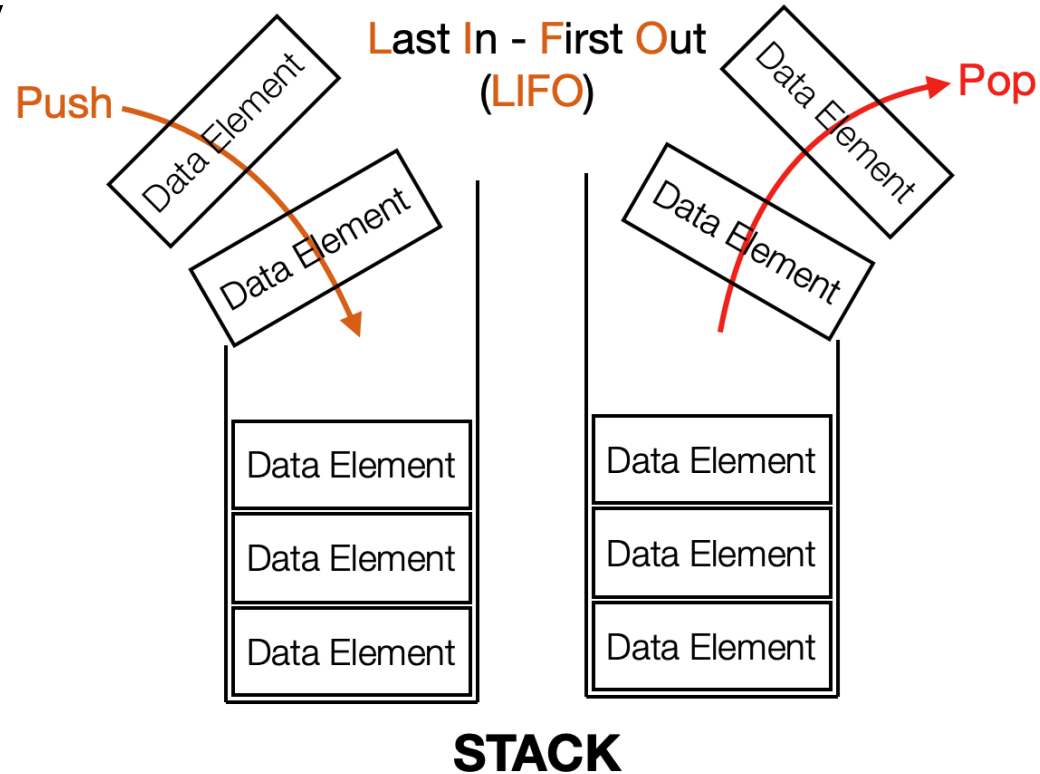 Last In - First Out
(LIFO)
Push
Pop
Data Element
Data Element
Data Element
Data Element
Data Element
Data Element
Data Element
Data Element
Data Element
Data Element
STACK